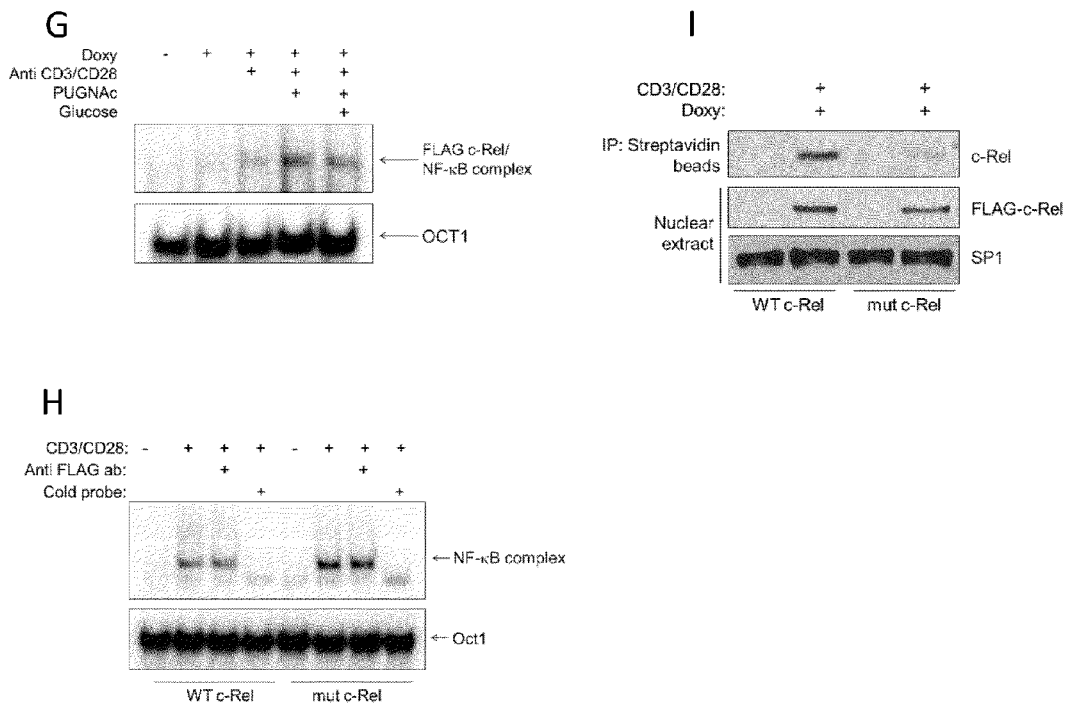 G
Doxy - + + + +
Anti CD3/CD28 + + +
PUGNAc + +
Glucose +
FLAG c-Rel/
NF-κB complex
OCT1
I
CD3/CD28: + +
Doxy: + +
IP: Streptavidin
beads
c-Rel
Nuclear
extract
FLAG-c-Rel
SP1
WT c-Rel mut c-Rel
H
CD3/CD28: - + + + - + + +
Anti FLAG ab: + +
Cold probe: + +
NF-κB complex
Oct1
WT c-Rel mut c-Rel